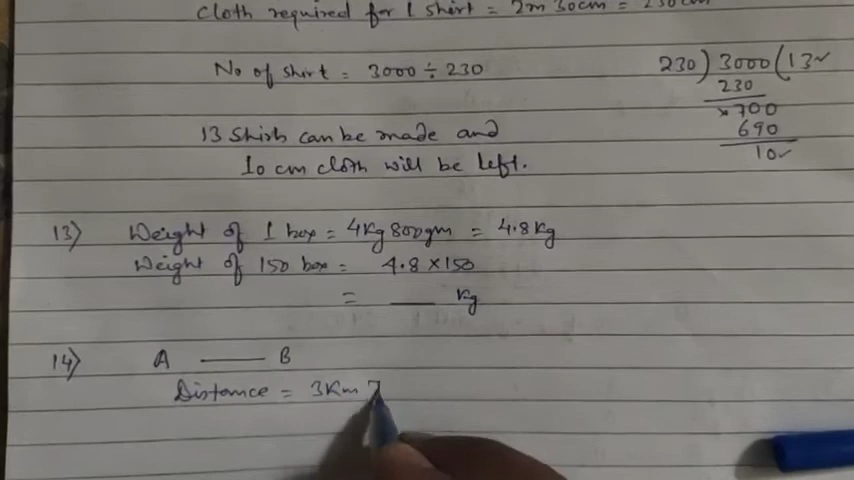 cloth required for 1 shirt = 2m 30cm = 230cm
No of shirt = 3000 ÷ 230
230 ) 3000 ( 13
230
700
690
10
13 Shirts can be made and
10 cm cloth will be left.
13) Weight of 1 box = 4Kg 800gm = 4.8 Kg
Weight of 150 box = 4.8 × 150
= ___ Kg
14) A —— B
Distance = 3Km 7